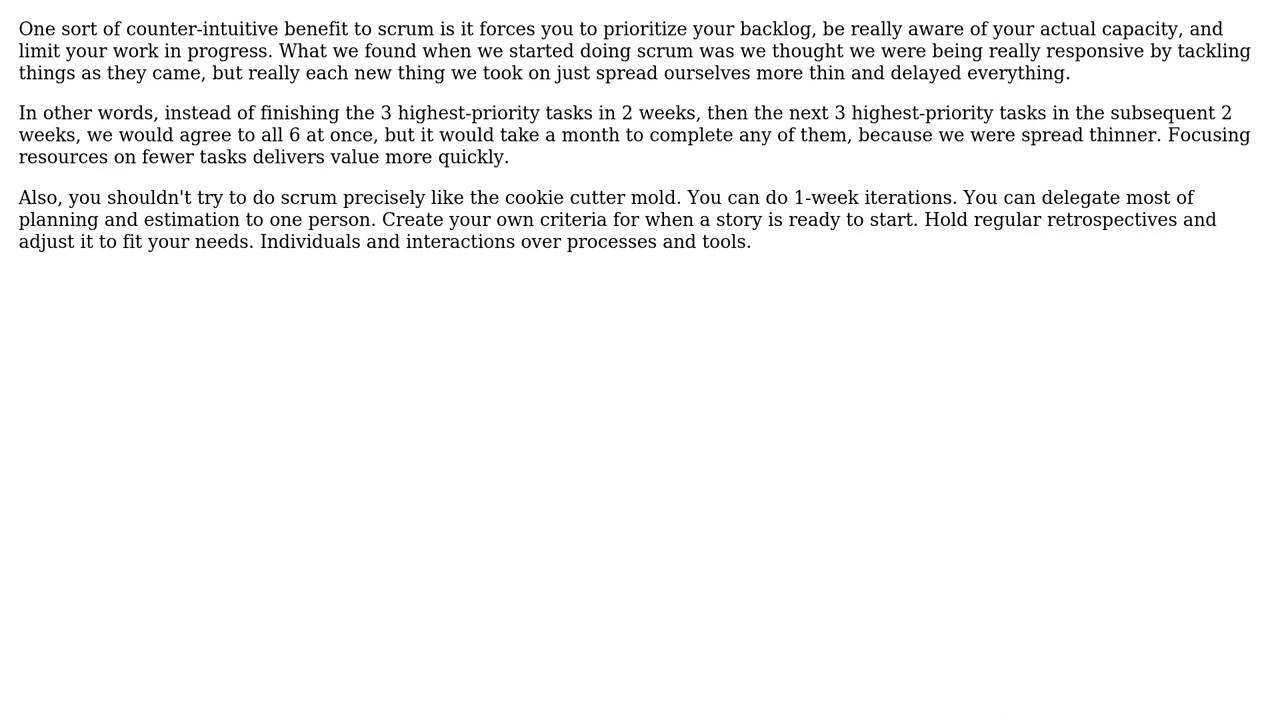 One sort of counter-intuitive benefit to scrum is it forces you to prioritize your backlog, be really aware of your actual capacity, and
limit your work in progress. What we found when we started doing scrum was we thought we were being really responsive by tackling
things as they came, but really each new thing we took on just spread ourselves more thin and delayed everything.
In other words, instead of finishing the 3 highest-priority tasks in 2 weeks, then the next 3 highest-priority tasks in the subsequent 2
weeks, we would agree to all 6 at once, but it would take a month to complete any of them, because we were spread thinner. Focusing
resources on fewer tasks delivers value more quickly.
Also, you shouldn't try to do scrum precisely like the cookie cutter mold. You can do 1-week iterations. You can delegate most of
planning and estimation to one person. Create your own criteria for when a story is ready to start. Hold regular retrospectives and
adjust it to fit your needs. Individuals and interactions over processes and tools.